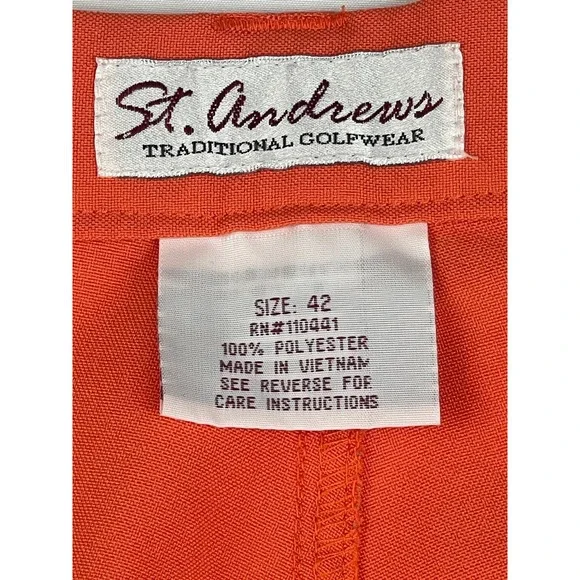 St. Andrews
TRADITIONAL GOLFWEAR
SIZE: 42
RN#110441
100% POLYESTER
MADE IN VIETNAM
SEE REVERSE FOR
CARE INSTRUCTIONS